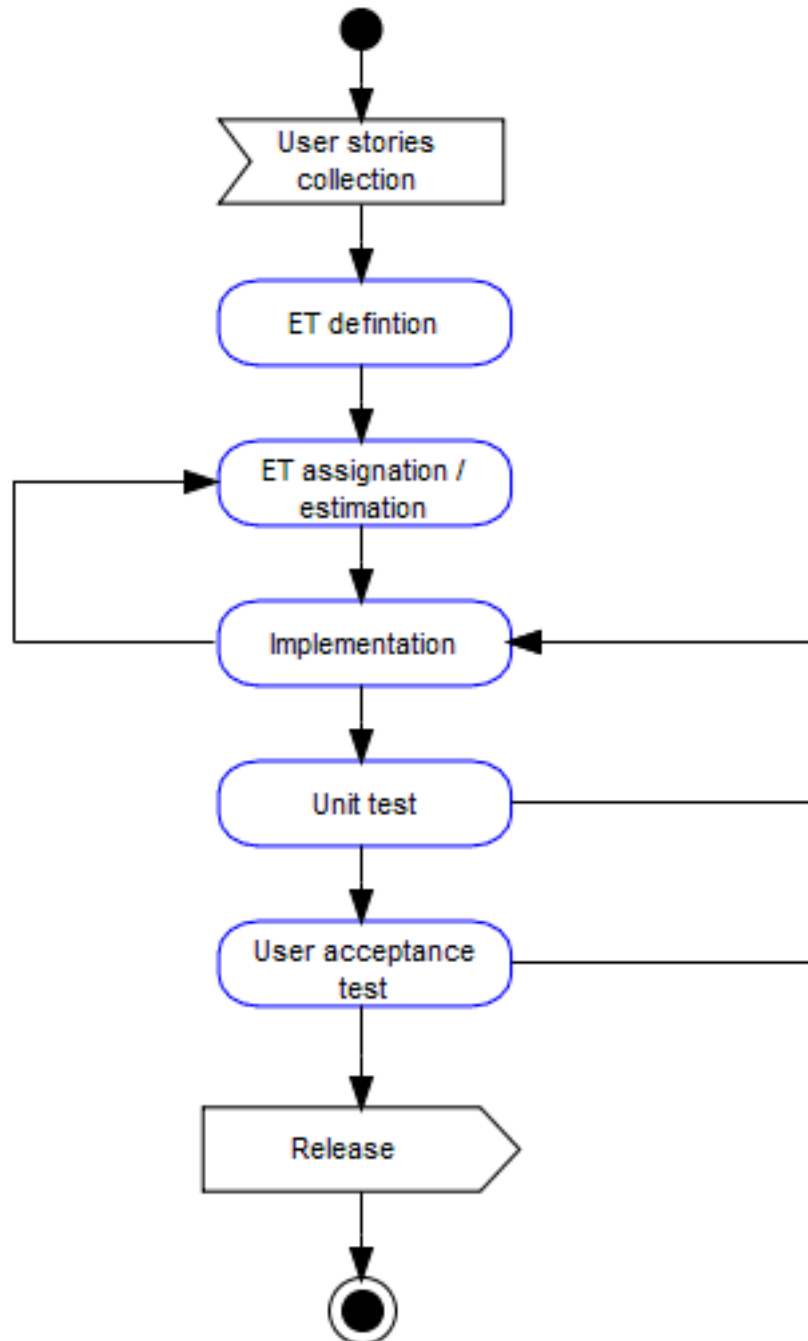 User stories
collection
ET defintion
ET assignation /
estimation
Implementation
Unit test
User acceptance
test
Release